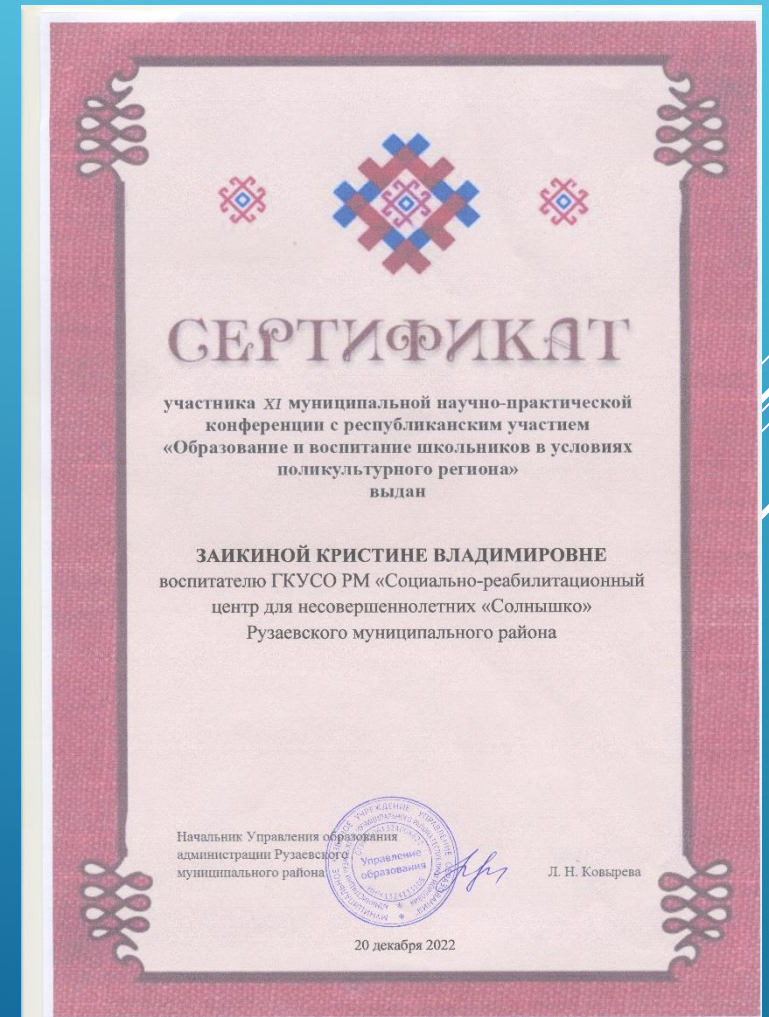 СЕРТИФИКАТ
участника XI муниципальной научно-практической
конференции с республиканским участием
«Образование и воспитание школьников в условиях
поликультурного региона»
выдан
ЗАИКИНОЙ КРИСТИНЕ ВЛАДИМИРОВНЕ
воспитателю ГКУСО РМ «Социально-реабилитационный
центр для несовершеннолетних «Солнышко»
Рузаевского муниципального района
Начальник Управления образования
администрации Рузаевского
муниципального района
Л. Н. Ковырева
Управление
образования
20 декабря 2022